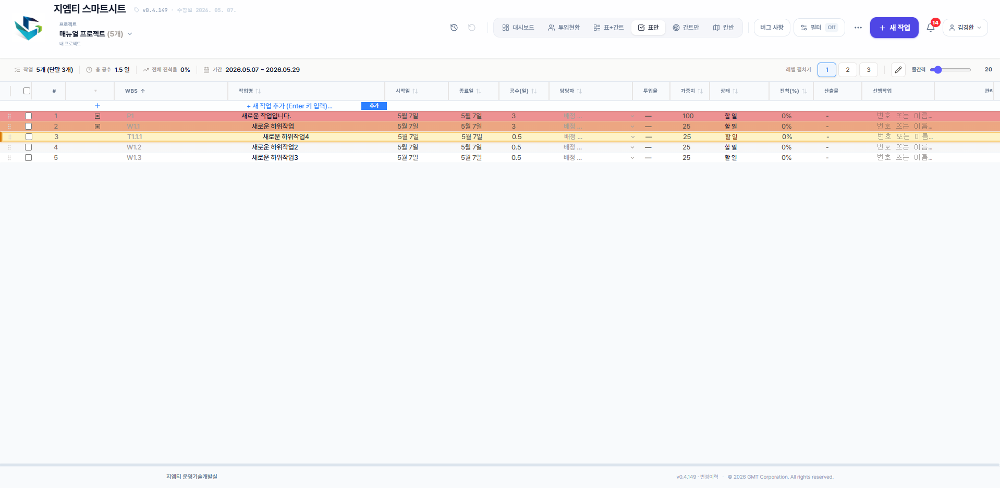 지엠티 스마트시트 v0.4.149 · 수정일 2026. 05. 07.
프로젝트
매뉴얼 프로젝트 (5개)
내 프로젝트
대시보드 투입현황 표+간트 표만 간트만 칸반 버그 사항 필터 Off ··· + 새 작업 14 김경환
작업 5개 (단말 3개) 총 공수 1.5 일 전체 진척율 0% 기간 2026.05.07 ~ 2026.05.29 레벨 펼치기 1 2 3 줄간격 20
# WBS 작업명 시작일 종료일 공수(일) 담당자 투입율 가중치 상태 진척(%) 산출물 선행작업 관리
+ + 새 작업 추가 (Enter 키 입력)... 추가
1 P1 새로운 작업입니다. 5월 7일 5월 7일 3 배정 ... — 100 할 일 0% - 번호 또는 이름...
2 W1.1 새로운 하위작업 5월 7일 5월 7일 3 배정 ... — 25 할 일 0% - 번호 또는 이름...
3 T1.1.1 새로운 하위작업4 5월 7일 5월 7일 0.5 배정 ... — 25 할 일 0% - 번호 또는 이름...
4 W1.2 새로운 하위작업2 5월 7일 5월 7일 0.5 배정 ... — 25 할 일 0% - 번호 또는 이름...
5 W1.3 새로운 하위작업3 5월 7일 5월 7일 0.5 배정 ... — 25 할 일 0% - 번호 또는 이름...
지엠티 운영기술개발실 v0.4.149 · 변경이력 · © 2026 GMT Corporation. All rights reserved.